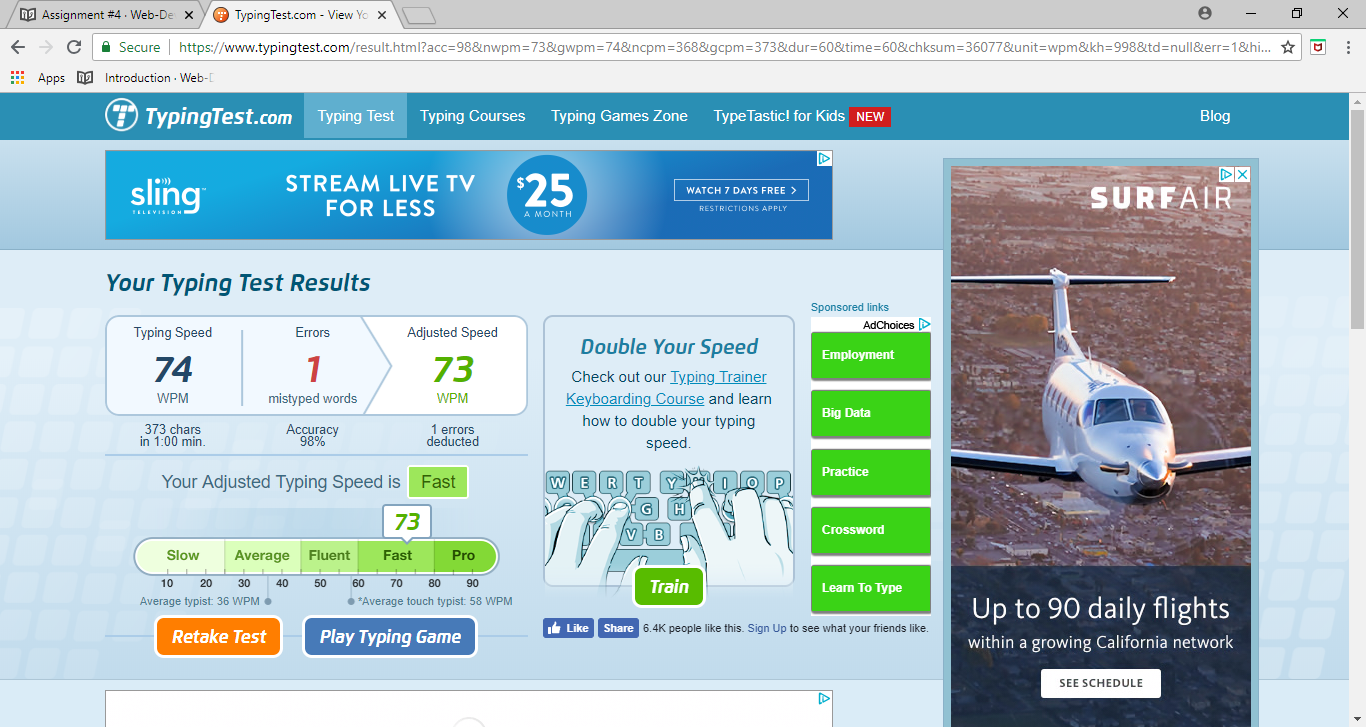 Assignment #4 · Web-De
TypingTest.com - View Yo
Secure
https://www.typingtest.com/result.html?acc=98&nwpm=73&gwpm=74&ncpm=368&gcpm=373&dur=60&time=60&chksum=36077&unit=wpm&kh=998&td=null&err=1&hi...
Apps
Introduction · Web-D
TypingTest.com
Typing Test
Typing Courses
Typing Games Zone
TypeTastic! for Kids NEW
Blog
sling
TELEVISION
STREAM LIVE TV
FOR LESS
$25
A MONTH
WATCH 7 DAYS FREE >
RESTRICTIONS APPLY
Your Typing Test Results
Typing Speed
74
WPM
373 chars
in 1:00 min.
Errors
1
mistyped words
Accuracy
98%
Adjusted Speed
73
WPM
1 errors
deducted
Your Adjusted Typing Speed is Fast
73
Slow Average Fluent Fast Pro
10 20 30 40 50 60 70 80 90
Average typist: 36 WPM
*Average touch typist: 58 WPM
Retake Test
Play Typing Game
Double Your Speed
Check out our Typing Trainer
Keyboarding Course and learn
how to double your typing
speed.
W E R T Y I O P
G H
V B
Train
Like Share 6.4K people like this. Sign Up to see what your friends like.
Sponsored links
AdChoices
Employment
Big Data
Practice
Crossword
Learn To Type
SURFAIR
Up to 90 daily flights
within a growing California network
SEE SCHEDULE